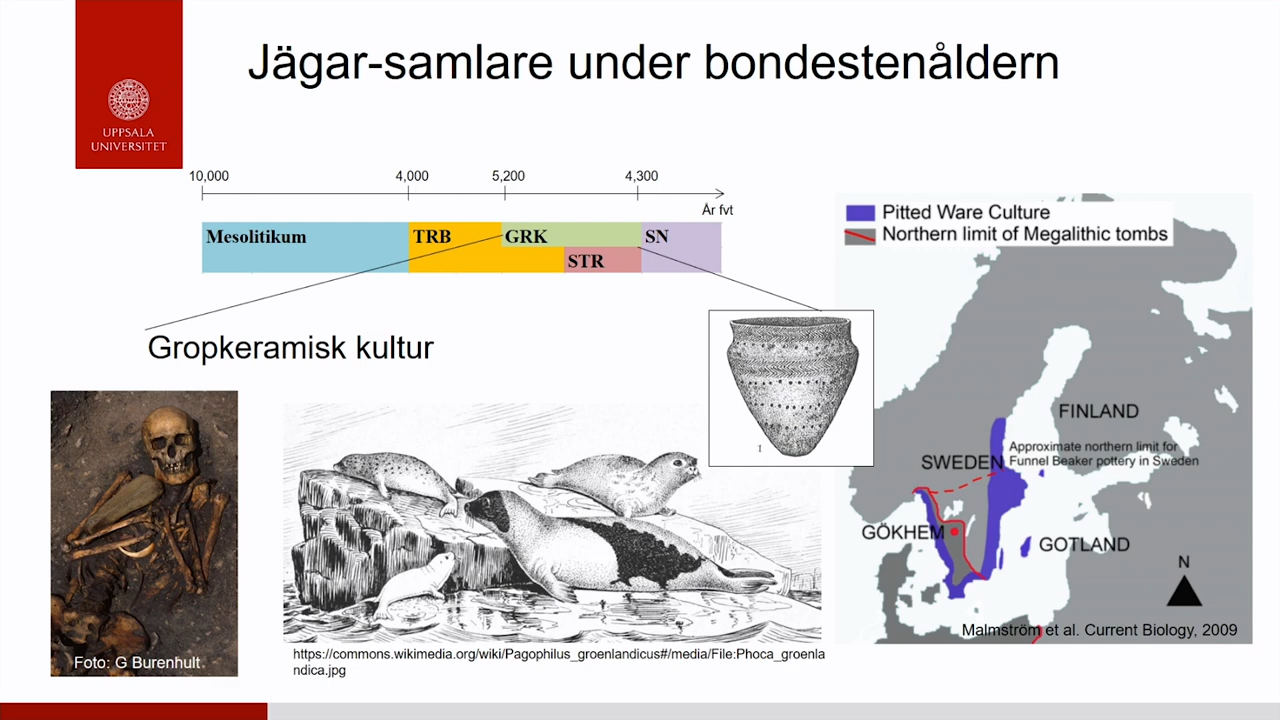 Jägar-samlare under bondestenåldern
UPPSALA
UNIVERSITET
10,000 4,000 5,200 4,300
År fvt
Mesolitikum TRB GRK SN
STR
Gropkeramisk kultur
Foto: G Burenhult
https://commons.wikimedia.org/wiki/Pagophilus_groenlandicus#/media/File:Phoca_groenla
ndica.jpg
Pitted Ware Culture
Northern limit of Megalithic tombs
FINLAND
Approximate northern limit for
SWEDEN Funnel Beaker pottery in Sweden
GÖKHEM
GOTLAND
N
Malmström et al. Current Biology, 2009